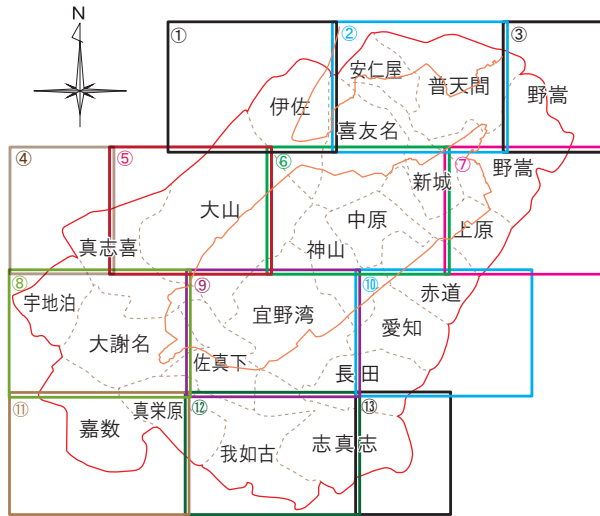 N
①
②
③
安仁屋
普天間
野嵩
伊佐
喜友名
④
⑤
⑥
⑦
野嵩
新城
大山
中原
上原
真志喜
神山
⑧
⑨
⑩
赤道
宇地泊
宜野湾
愛知
大謝名
佐真下
長田
⑪
⑫
⑬
真栄原
嘉数
我如古
志真志